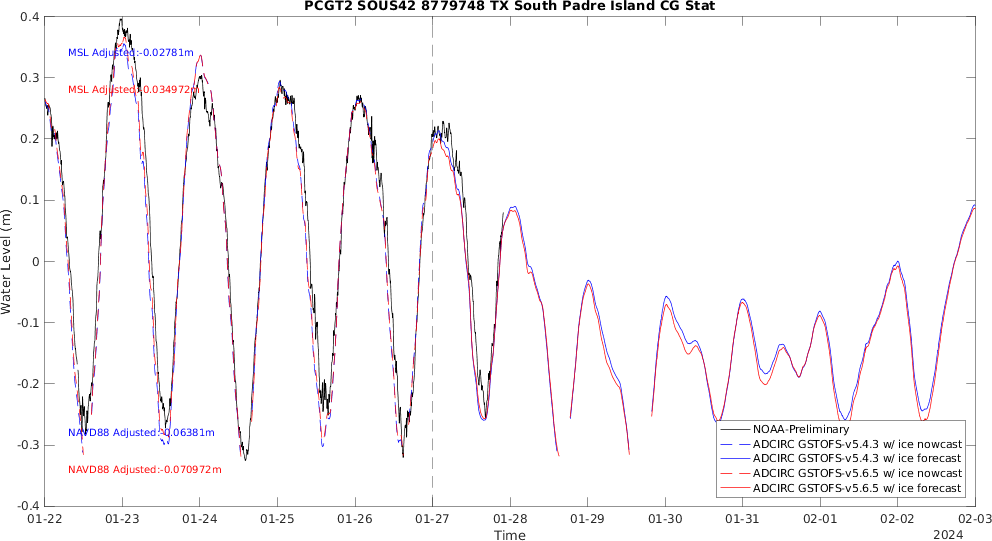 PCGT2 SOUS42 8779748 TX South Padre Island CG Stat
0.4
0.3
0.2
0.1
0
-0.1
-0.2
-0.3
-0.4
Water Level (m)
MSL Adjusted:-0.02781m
MSL Adjusted:-0.034972m
NAVD88 Adjusted:-0.06381m
NAVD88 Adjusted:-0.070972m
NOAA-Preliminary
ADCIRC GSTOFS-v5.4.3 w/ ice nowcast
ADCIRC GSTOFS-v5.4.3 w/ ice forecast
ADCIRC GSTOFS-v5.6.5 w/ ice nowcast
ADCIRC GSTOFS-v5.6.5 w/ ice forecast
01-22 01-23 01-24 01-25 01-26 01-27 01-28 01-29 01-30 01-31 02-01 02-02 02-03
Time
2024